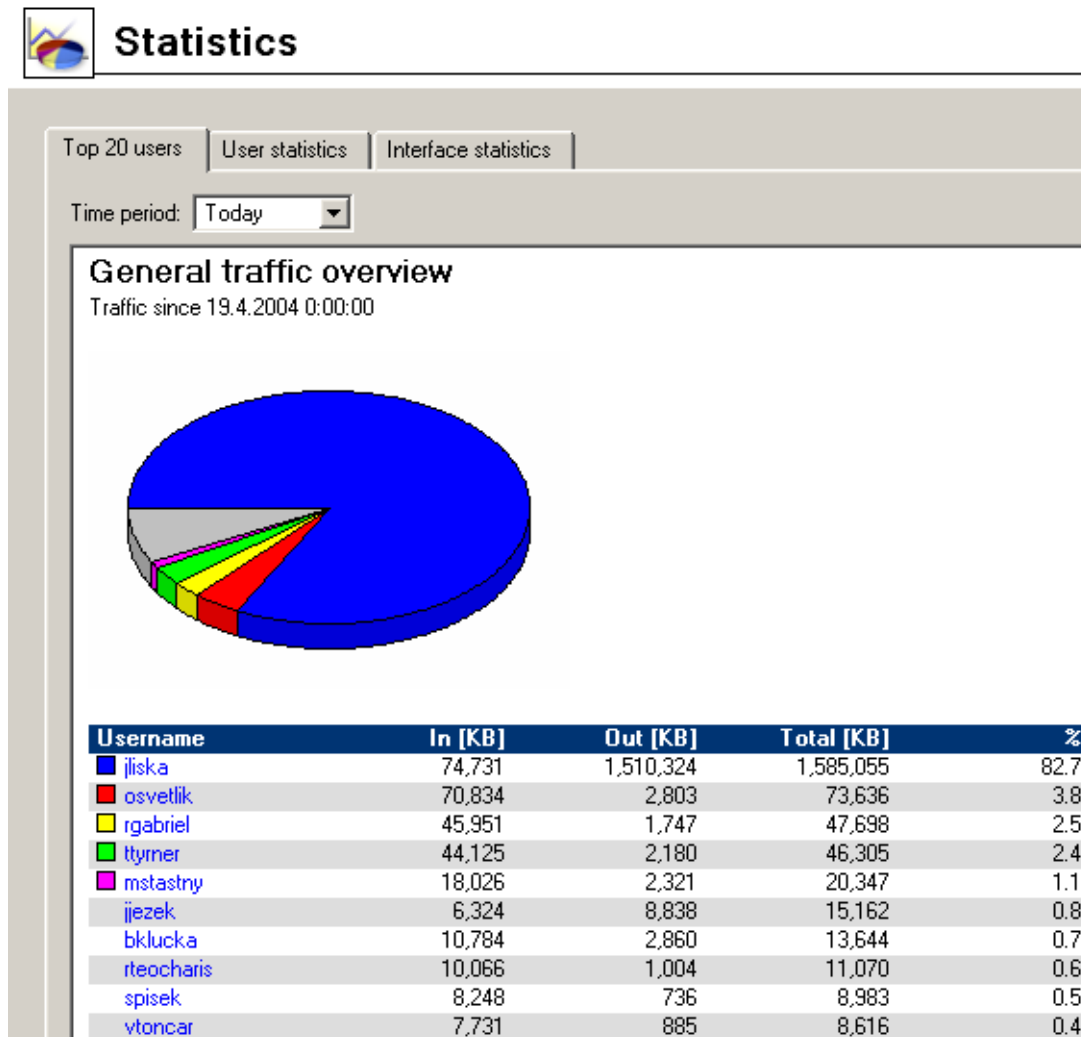 Statistics
Top 20 users User statistics Interface statistics
Time period: Today
General traffic overview
Traffic since 19.4.2004 0:00:00
Username In [KB] Out [KB] Total [KB] %
jliska 74,731 1,510,324 1,585,055 82.7
osvetlik 70,834 2,803 73,636 3.8
rgabriel 45,951 1,747 47,698 2.5
ttyrner 44,125 2,180 46,305 2.4
mstastny 18,026 2,321 20,347 1.1
jjezek 6,324 8,838 15,162 0.8
bklucka 10,784 2,860 13,644 0.7
rteocharis 10,066 1,004 11,070 0.6
spisek 8,248 736 8,983 0.5
vtoncar 7,731 885 8,616 0.4